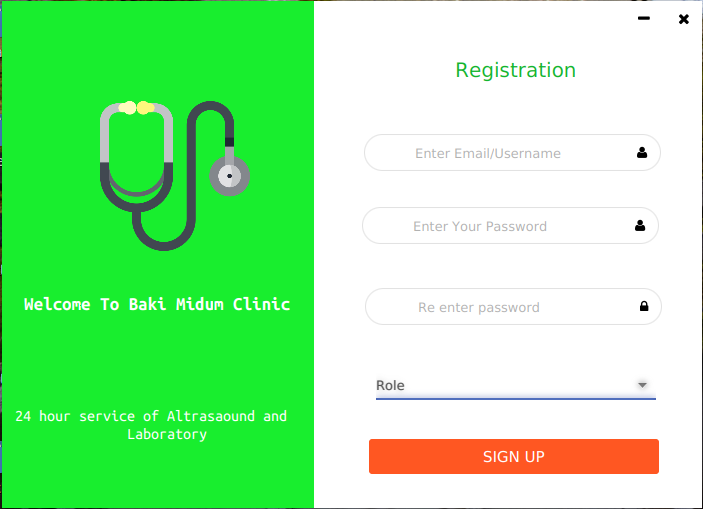 Welcome To Baki Midum Clinic
24 hour service of Altrasaound and
Laboratory
Registration
Enter Email/Username
Enter Your Password
Re enter password
Role
SIGN UP